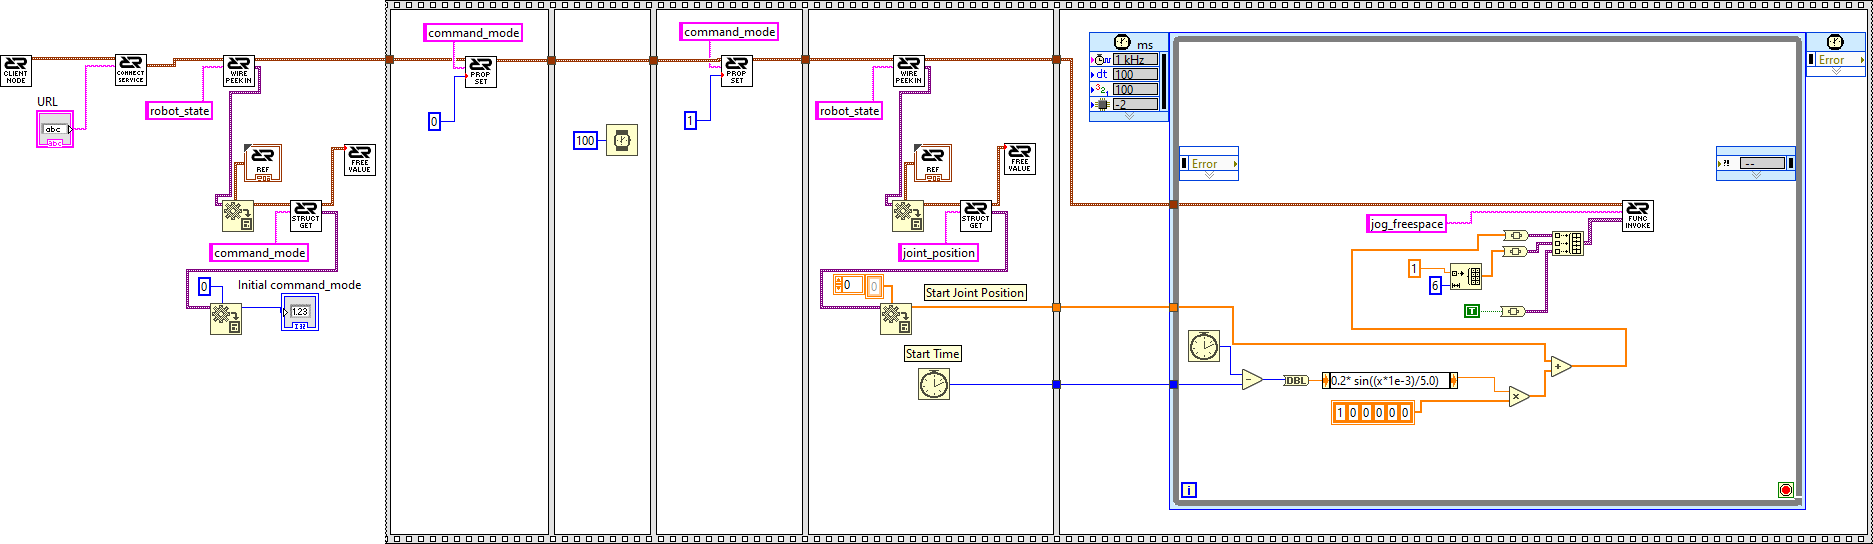 CLIENT
NODE
URL
abc
abc
CONNECT
SERVICE
WIRE
PEEK IN
robot_state
REF
FREE
VALUE
STRUCT
GET
command_mode
0
Initial command_mode
1.23
I32
command_mode
PROP
SET
0
100
command_mode
PROP
SET
1
WIRE
PEEK IN
robot_state
REF
FREE
VALUE
STRUCT
GET
joint_position
0
0
Start Joint Position
Start Time
ms
1 kHz
dt
100
100
-2
Error
Error
?!
--
jog_freespace
FUNC
INVOKE
1
6
T
DBL
0.2* sin((x*1e-3)/5.0)
1 0 0 0 0 0
i